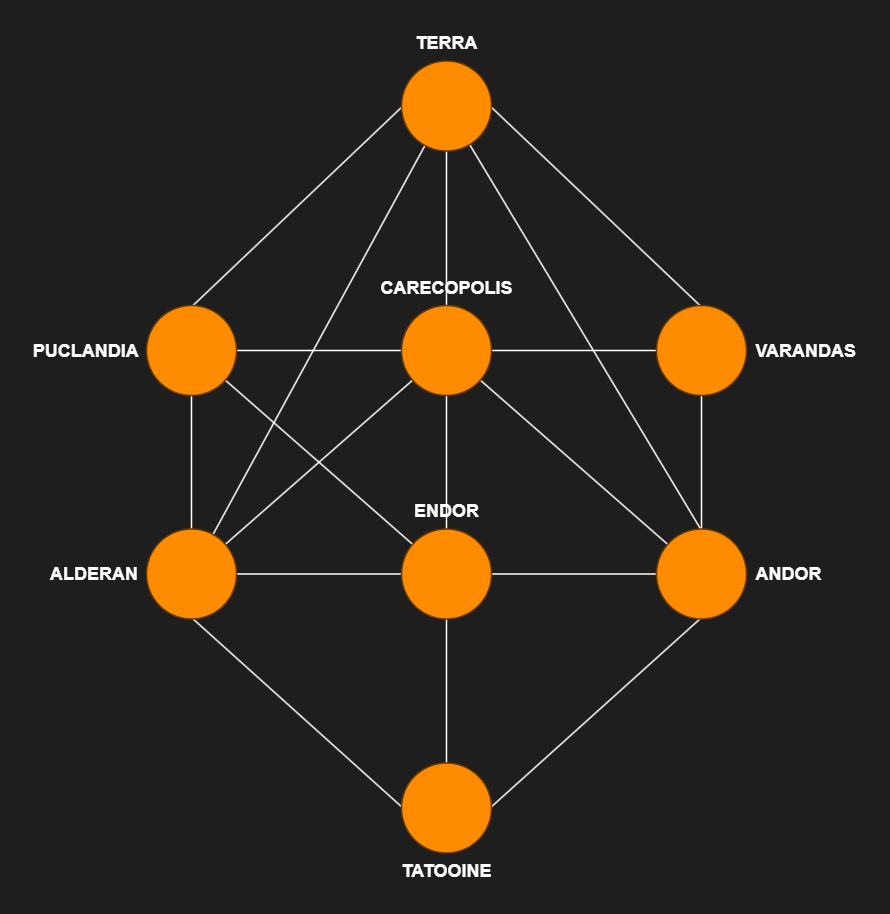 TERRA
CARECOPOLIS
PUCLANDIA
VARANDAS
ENDOR
ALDERAN
ANDOR
TATOOINE